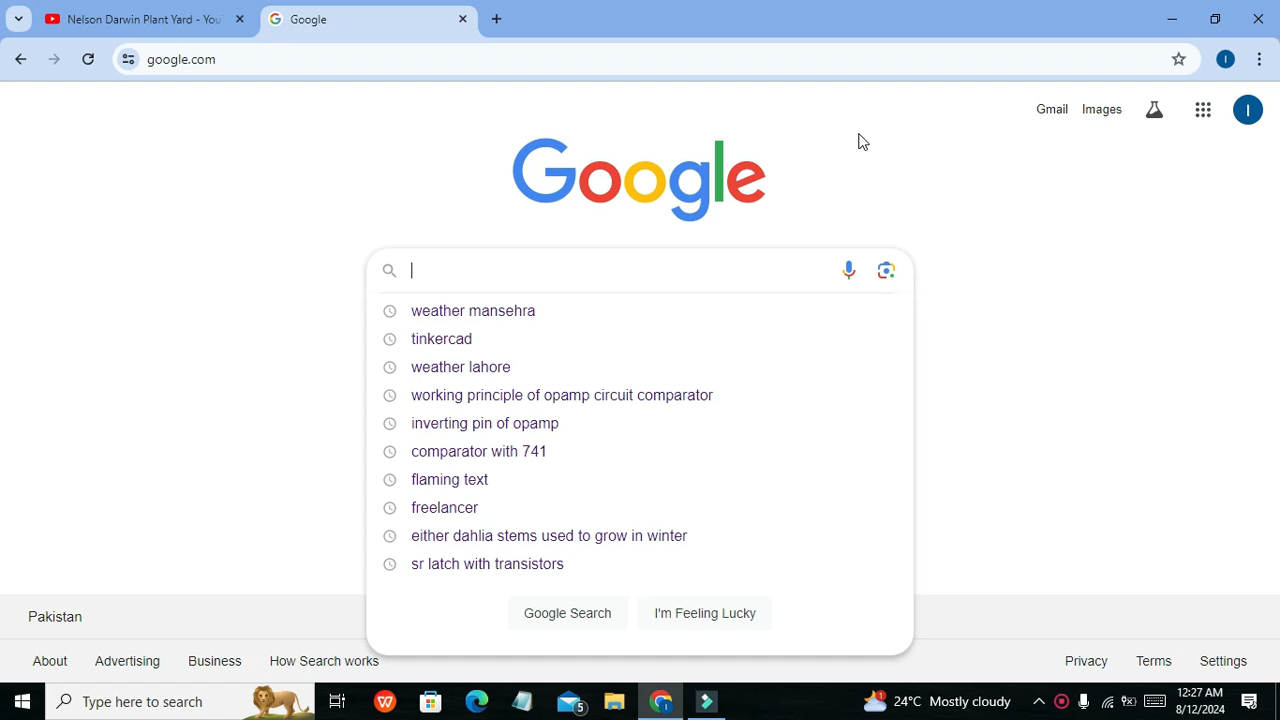 Nelson Darwin Plant Yard - You
Google
google.com
Gmail
Images
I
Google
weather mansehra
tinkercad
weather lahore
working principle of opamp circuit comparator
inverting pin of opamp
comparator with 741
flaming text
freelancer
either dahlia stems used to grow in winter
sr latch with transistors
Google Search
I'm Feeling Lucky
Pakistan
About
Advertising
Business
How Search works
Privacy
Terms
Settings
Type here to search
5
1
24°C Mostly cloudy
12:27 AM
8/12/2024